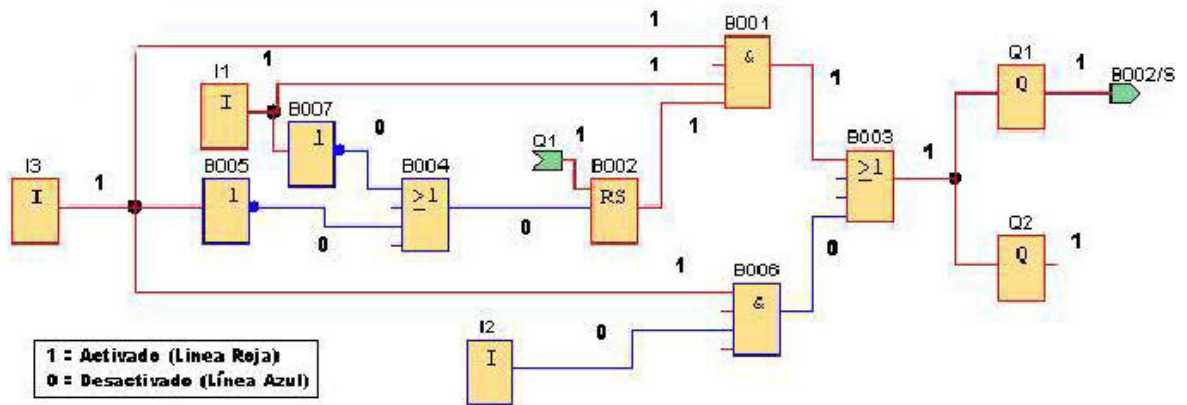 1
B001
&
1
1
1
1
I1
I
B007
1
0
Q1
1
B002
RS
B003
≥1
1
Q1
Q
1
B002/S
I3
I
1
B005
1
0
B004
≥1
0
Q2
Q
1
1
B006
&
0
I2
I
0
1 = Activado (Linea Roja)
0 = Desactivado (Línea Azul)